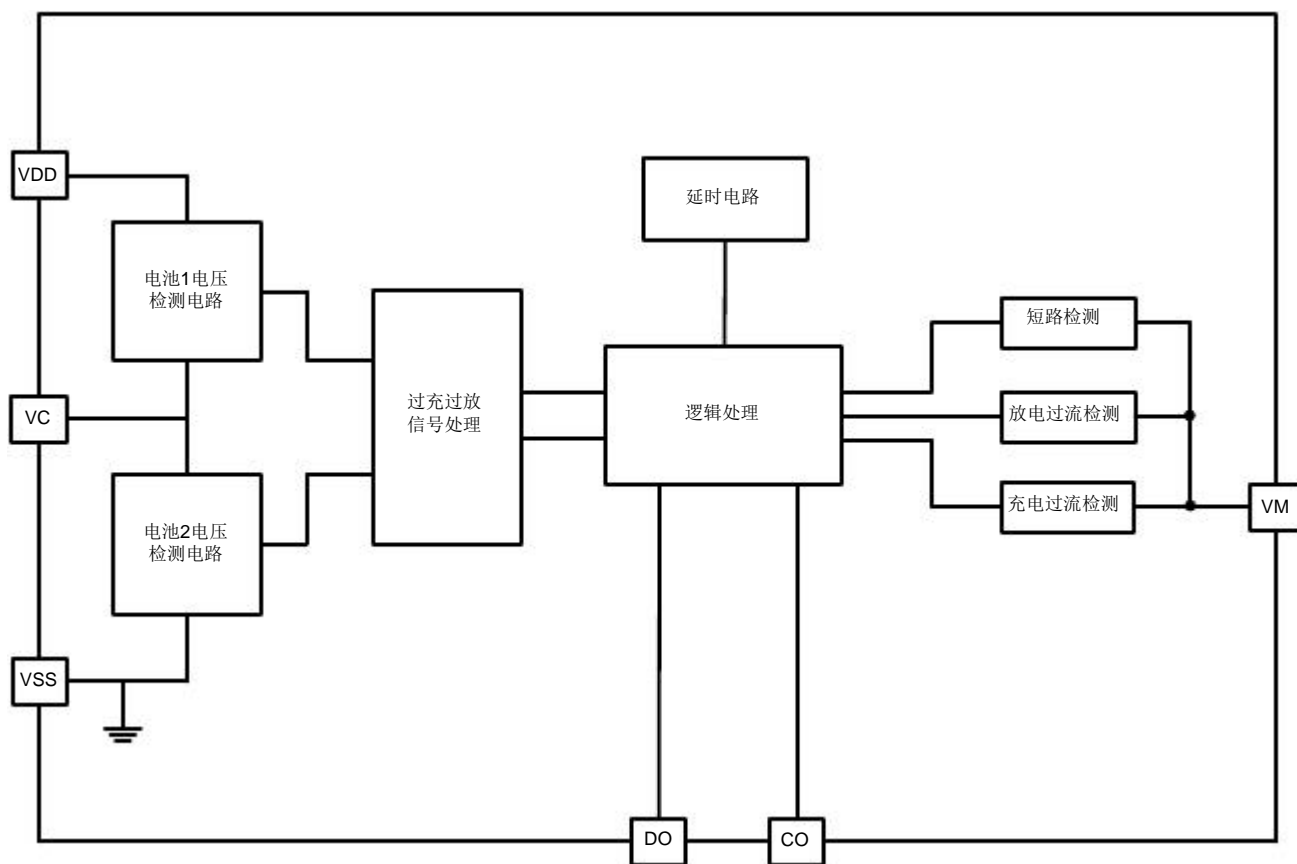 VDD
延时电路
电池1电压
检测电路
短路检测
VC
过充过放
信号处理
逻辑处理
放电过流检测
充电过流检测
VM
电池2电压
检测电路
VSS
DO
CO